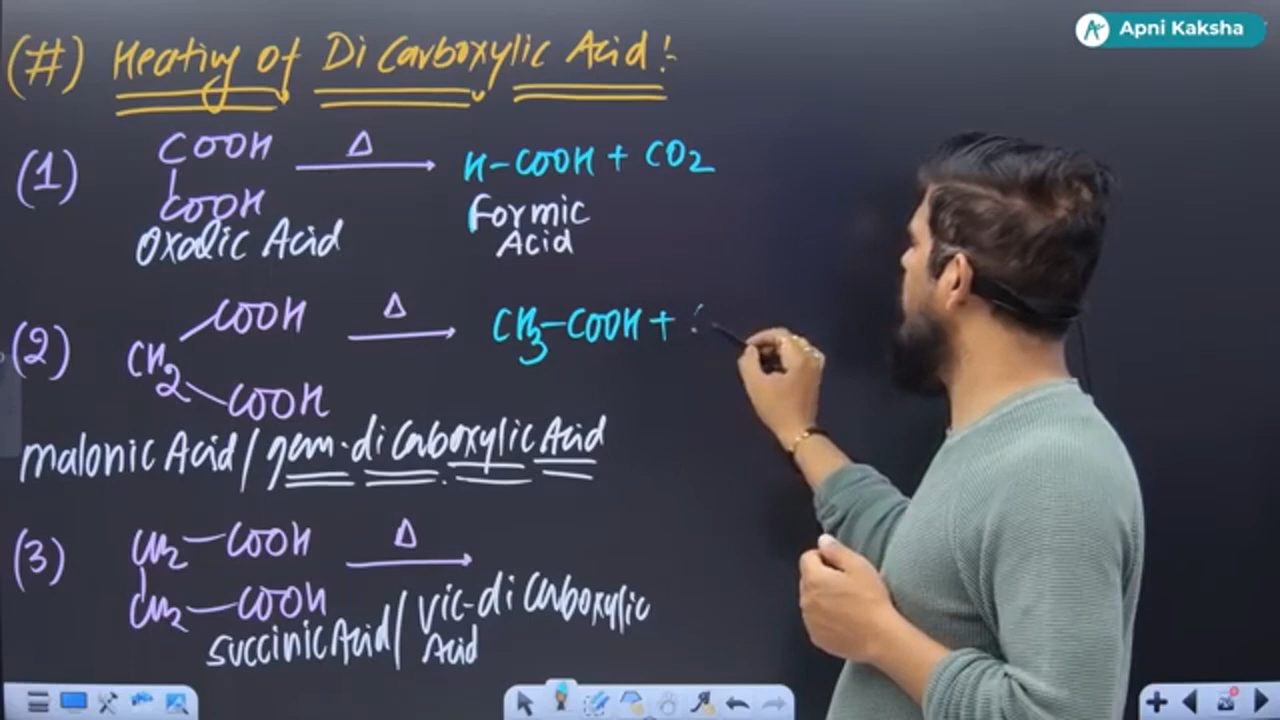 Apni Kaksha
(#) Heating of Di Carboxylic Acid!-
(1) COOH Δ H-COOH + CO2
COOH
Oxalic Acid Formic
Acid
(2) COOH Δ CH3-COOH +
CH2
COOH
malonic Acid / gem-di Carboxylic Acid
(3) CH2-COOH Δ
CH2-COOH
Succinic Acid / Vic-di Carboxylic
Acid